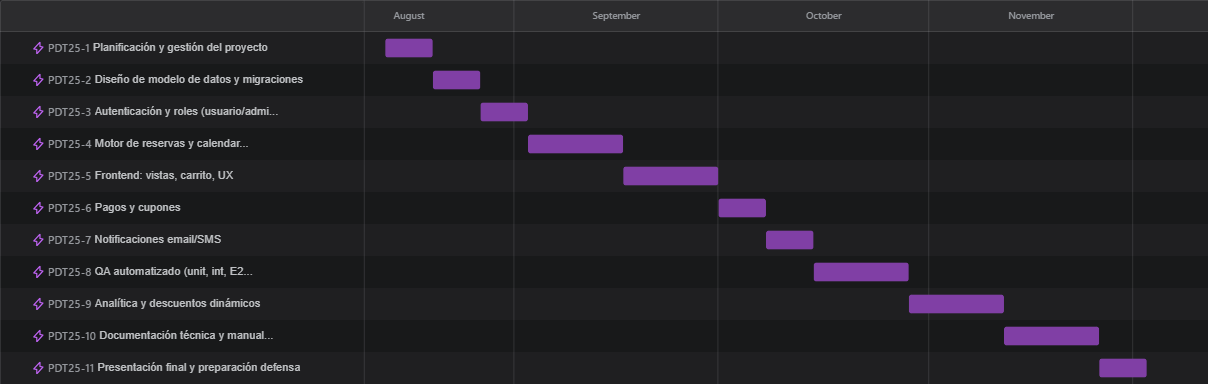 August September October November
PDT25-1 Planificación y gestión del proyecto
PDT25-2 Diseño de modelo de datos y migraciones
PDT25-3 Autenticación y roles (usuario/admi...
PDT25-4 Motor de reservas y calendar...
PDT25-5 Frontend: vistas, carrito, UX
PDT25-6 Pagos y cupones
PDT25-7 Notificaciones email/SMS
PDT25-8 QA automatizado (unit, int, E2...
PDT25-9 Analítica y descuentos dinámicos
PDT25-10 Documentación técnica y manual...
PDT25-11 Presentación final y preparación defensa